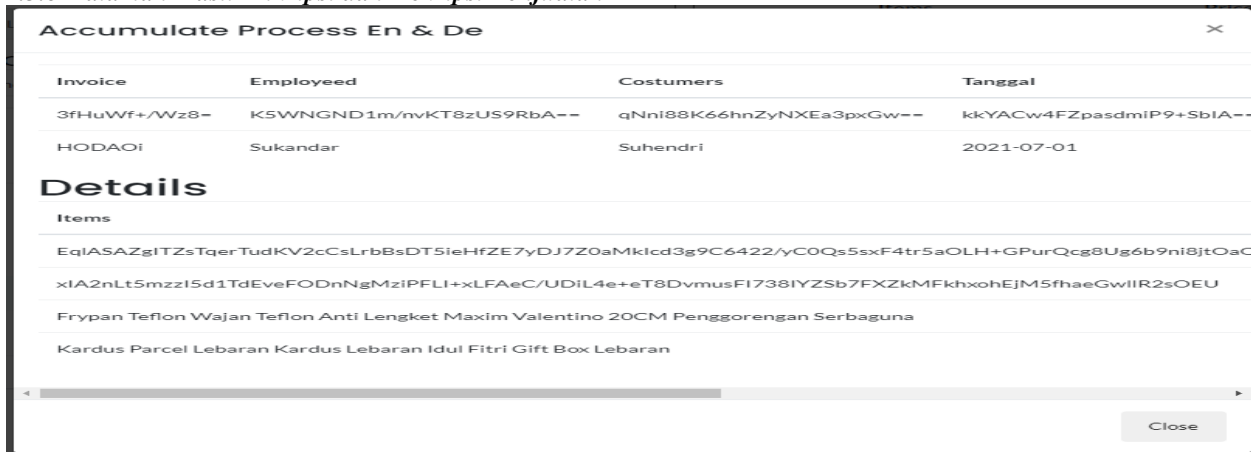 Accumulate Process En & De ×
Invoice Employeed Costumers Tanggal
3fHuWf+/Wz8= K5WNGND1m/nvKT8zUS9RbA== qNni88K66hnZyNXEa3pxGw== kkYACw4FZpasdmiP9+SbIA==
HODAOi Sukandar Suhendri 2021-07-01
Details
Items
EqIASAZgITZsTqerTudKV2cCsLrbBsDT5ieHfZE7yDJ7Z0aMkIcd3g9C6422/yC0Qs5sxF4tr5aOLH+GPurQcg8Ug6b9ni8jtOaC
xIA2nLt5mzzI5d1TdEveFODnNgMziPFLI+xLFAeC/UDiL4e+eT8DvmusFI738IYZSb7FXZkMFkhxohEjM5fhaeGwIIR2sOEU
Frypan Teflon Wajan Teflon Anti Lengket Maxim Valentino 20CM Penggorengan Serbaguna
Kardus Parcel Lebaran Kardus Lebaran Idul Fitri Gift Box Lebaran
Close